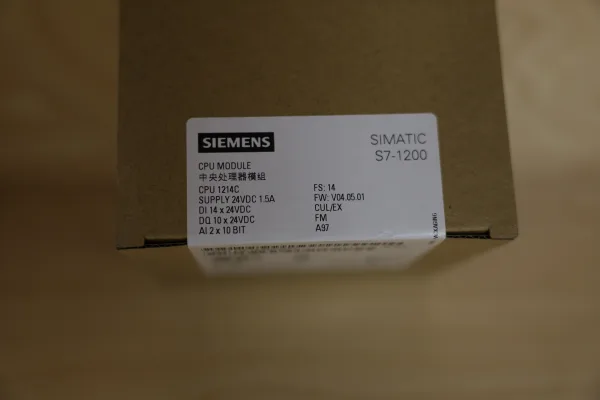 SIEMENS
SIMATIC
S7-1200
CPU MODULE
中央处理器模组
CPU 1214C
SUPPLY 24VDC 1.5A
DI 14 x 24VDC
DQ 10 x 24VDC
AI 2 x 10 BIT
FS: 14
FW: V04.05.01
CUL/EX
FM
A97